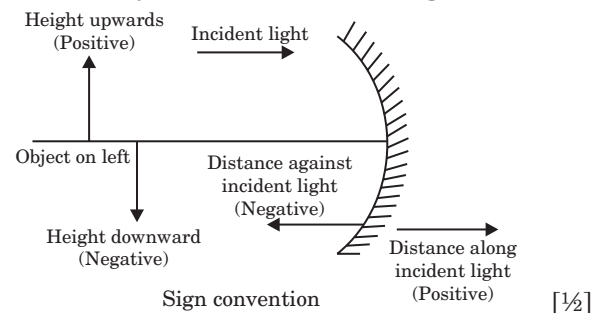 Height upwards
(Positive)
Incident light
Object on left
Distance against
incident light
(Negative)
Height downward
(Negative)
Distance along
incident light
(Positive)
Sign convention
[½]